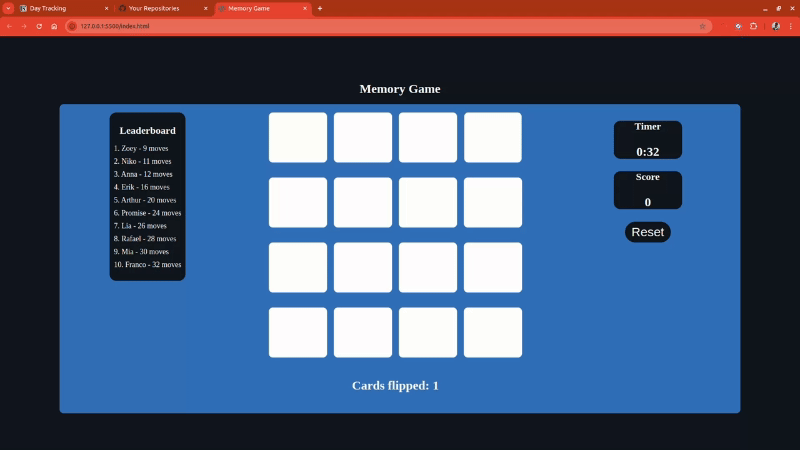 Day Tracking
Your Repositories
Memory Game
127.0.0.1:5500/index.html
Memory Game
Leaderboard
1. Zoey - 9 moves
2. Niko - 11 moves
3. Anna - 12 moves
4. Erik - 16 moves
5. Arthur - 20 moves
6. Promise - 24 moves
7. Lia - 26 moves
8. Rafael - 28 moves
9. Mia - 30 moves
10. Franco - 32 moves
Timer
0:32
Score
0
Reset
Cards flipped: 1